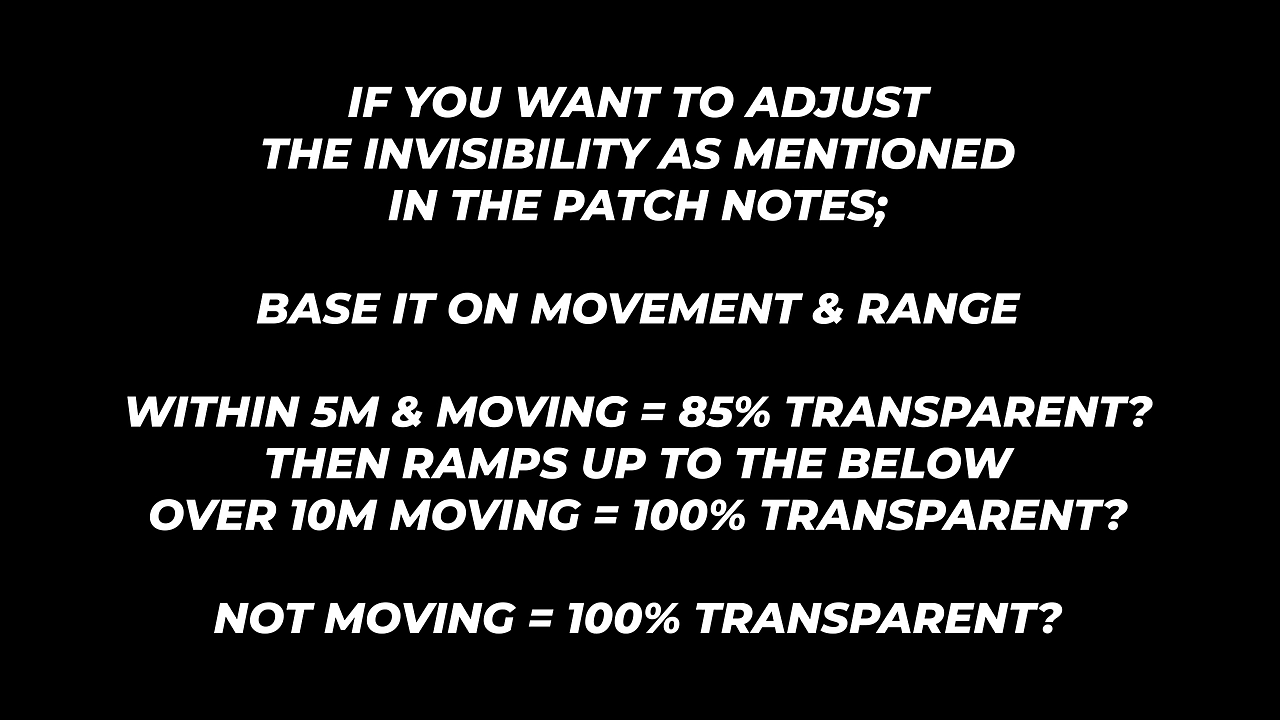 IF YOU WANT TO ADJUST
THE INVISIBILITY AS MENTIONED
IN THE PATCH NOTES;
BASE IT ON MOVEMENT & RANGE
WITHIN 5M & MOVING = 85% TRANSPARENT?
THEN RAMPS UP TO THE BELOW
OVER 10M MOVING = 100% TRANSPARENT?
NOT MOVING = 100% TRANSPARENT?